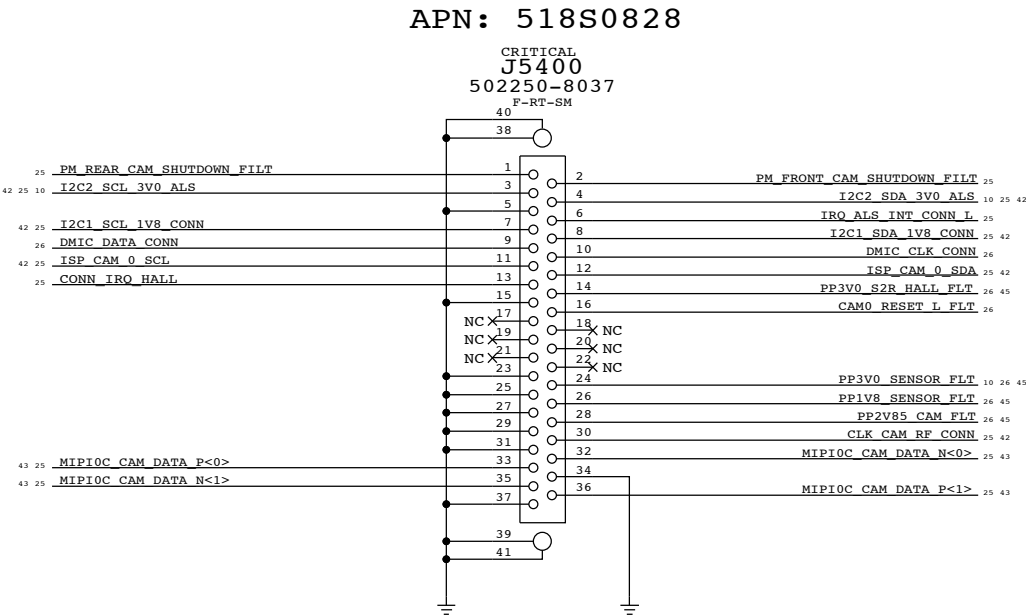 APN: 518S0828
CRITICAL
J5400
502250-8037
F-RT-SM
40
38
25 PM_REAR_CAM_SHUTDOWN_FILT 1
2 PM_FRONT_CAM_SHUTDOWN_FILT 25
42 25 10 I2C2_SCL_3V0_ALS 3
4 I2C2_SDA_3V0_ALS 10 25 42
5
6 IRQ_ALS_INT_CONN_L 25
42 25 I2C1_SCL_1V8_CONN 7
8 I2C1_SDA_1V8_CONN 25 42
26 DMIC_DATA_CONN 9
10 DMIC_CLK_CONN 26
42 25 ISP_CAM_0_SCL 11
12 ISP_CAM_0_SDA 25 42
25 CONN_IRQ_HALL 13
14 PP3V0_S2R_HALL_FLT 26 45
15
16 CAM0_RESET_L_FLT 26
NC 17
18 NC
NC 19
20 NC
NC 21
22 NC
23
24 PP3V0_SENSOR_FLT 10 26 45
25
26 PP1V8_SENSOR_FLT 26 45
27
28 PP2V85_CAM_FLT 26 45
29
30 CLK_CAM_RF_CONN 25 42
31
32 MIPI0C_CAM_DATA_N<0> 25 43
43 25 MIPI0C_CAM_DATA_P<0> 33
34
43 25 MIPI0C_CAM_DATA_N<1> 35
36 MIPI0C_CAM_DATA_P<1> 25 43
37
39
41